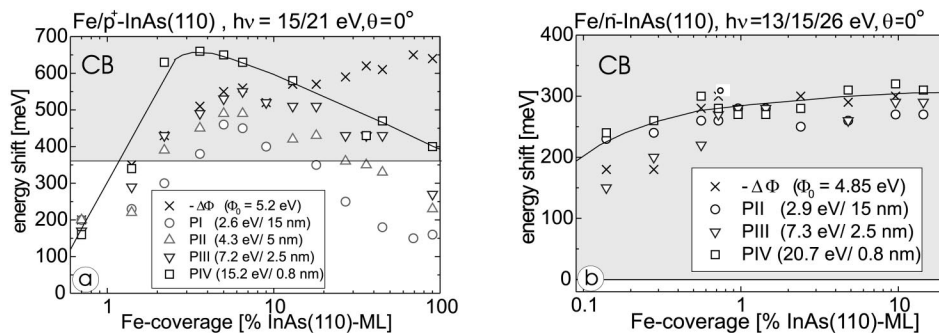 Fe/p⁺-InAs(110) , hν = 15/21 eV,θ=0°
700
600
500
400
300
200
100
0
energy shift [meV]
CB
-ΔΦ (Φ₀ = 5.2 eV)
PI (2.6 eV/ 15 nm)
PII (4.3 eV/ 5 nm)
PIII (7.2 eV/ 2.5 nm)
PIV (15.2 eV/ 0.8 nm)
a
1 10 100
Fe-coverage [% InAs(110)-ML]
Fe/n⁻-InAs(110), hν=13/15/26 eV,θ=0°
400
300
200
100
0
energy shift [meV]
CB
-ΔΦ (Φ₀ = 4.85 eV)
PII (2.9 eV/ 15 nm)
PIII (7.3 eV/ 2.5 nm)
PIV (20.7 eV/ 0.8 nm)
b
0.1 1 10
Fe-coverage [% InAs(110)-ML]